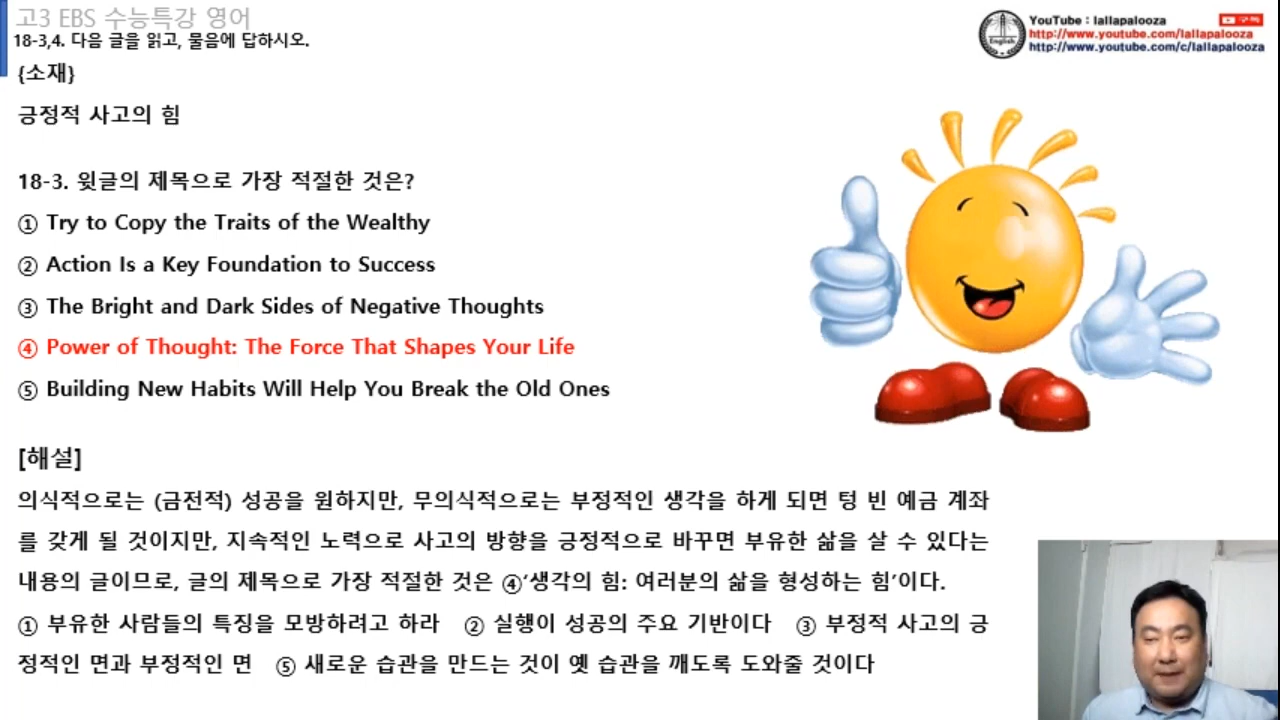 고3 EBS 수능특강 영어
18-3,4. 다음 글을 읽고, 물음에 답하시오.
YouTube : lallapalooza
구독
http://www.youtube.com/lallapalooza
http://www.youtube.com/c/lallapalooza
English
{소재}
긍정적 사고의 힘
18-3. 윗글의 제목으로 가장 적절한 것은?
① Try to Copy the Traits of the Wealthy
② Action Is a Key Foundation to Success
③ The Bright and Dark Sides of Negative Thoughts
④ Power of Thought: The Force That Shapes Your Life
⑤ Building New Habits Will Help You Break the Old Ones
[해설]
의식적으로는 (금전적) 성공을 원하지만, 무의식적으로는 부정적인 생각을 하게 되면 텅 빈 예금 계좌
를 갖게 될 것이지만, 지속적인 노력으로 사고의 방향을 긍정적으로 바꾸면 부유한 삶을 살 수 있다는
내용의 글이므로, 글의 제목으로 가장 적절한 것은 ④‘생각의 힘: 여러분의 삶을 형성하는 힘’이다.
① 부유한 사람들의 특징을 모방하려고 하라 ② 실행이 성공의 주요 기반이다 ③ 부정적 사고의 긍
정적인 면과 부정적인 면 ⑤ 새로운 습관을 만드는 것이 옛 습관을 깨도록 도와줄 것이다